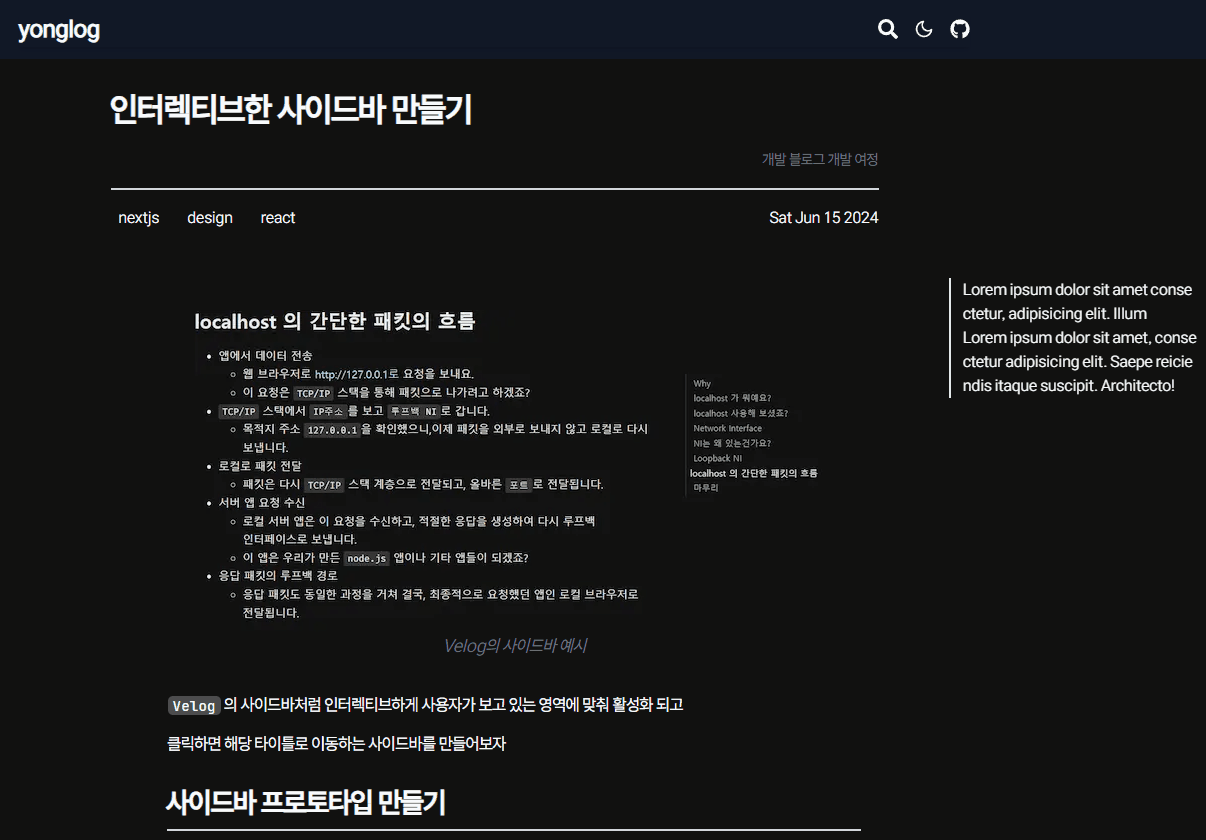 yonglog
인터렉티브한 사이드바 만들기
개발 블로그 개발 여정
nextjs design react
Sat Jun 15 2024
localhost 의 간단한 패킷의 흐름
앱에서 데이터 전송
웹 브라우저로 http://127.0.0.1로 요청을 보내요.
이 요청은 TCP/IP 스택을 통해 패킷으로 나가려고 하겠죠?
TCP/IP 스택에서 IP주소 를 보고 루프백 NI 로 갑니다.
목적지 주소 127.0.0.1 을 확인했으니,이제 패킷을 외부로 보내지 않고 로컬로 다시
보냅니다.
로컬로 패킷 전달
패킷은 다시 TCP/IP 스택 계층으로 전달되고, 올바른 포트 로 전달됩니다.
서버 앱 요청 수신
로컬 서버 앱은 이 요청을 수신하고, 적절한 응답을 생성하여 다시 루프백
인터페이스로 보냅니다.
이 앱은 우리가 만든 node.js 앱이나 기타 앱들이 되겠죠?
응답 패킷의 루프백 경로
응답 패킷도 동일한 과정을 거쳐 결국, 최종적으로 요청했던 앱인 로컬 브라우저로
전달됩니다.
Why
localhost 가 뭐예요?
localhost 사용해 보셨죠?
Network Interface
NI는 왜 있는건가요?
Loopback NI
localhost 의 간단한 패킷의 흐름
마무리
Lorem ipsum dolor sit amet conse
ctetur, adipisicing elit. Illum
Lorem ipsum dolor sit amet, conse
ctetur adipisicing elit. Saepe reicie
ndis itaque suscipit. Architecto!
Velog의 사이드바 예시
Velog 의 사이드바처럼 인터렉티브하게 사용자가 보고 있는 영역에 맞춰 활성화 되고
클릭하면 해당 타이틀로 이동하는 사이드바를 만들어보자
사이드바 프로토타입 만들기